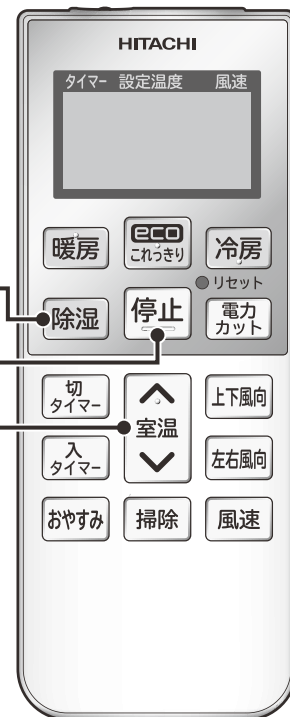 HITACHI
タイマー 設定温度 風速
暖房 eco これっきり 冷房
リセット
除湿 停止 電力カット
切タイマー 上下風向
室温
入タイマー 左右風向
おやすみ 掃除 風速